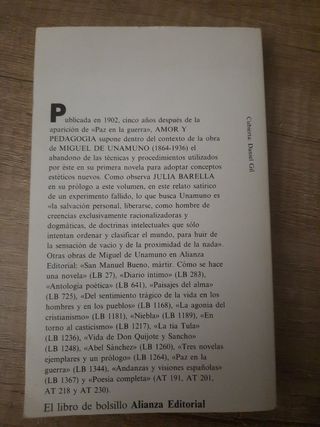 Publicada en 1902, cinco años después de la
aparición de «Paz en la guerra», AMOR Y
PEDAGOGIA supone dentro del contexto de la obra
de MIGUEL DE UNAMUNO (1864-1936) el
abandono de las técnicas y procedimientos utilizados
por éste en su primera novela para adoptar conceptos
estéticos nuevos. Como observa JULIA BARELLA
en su prólogo a este volumen, en este relato satírico
de un experimento fallido, lo que busca Unamuno es
«la salvación personal, liberarse, como hombre de
creencias exclusivamente racionalizadoras y
dogmáticas, de doctrinas intelectuales que sólo
intentan ordenar y clasificar el mundo, para huir de
la sensación de vacío y de la proximidad de la nada».
Otras obras de Miguel de Unamuno en Alianza
Editorial: «San Manuel Bueno, mártir. Cómo se hace
una novela» (LB 27), «Diario íntimo» (LB 283),
«Antología poética» (LB 641), «Paisajes del alma»
(LB 725), «Del sentimiento trágico de la vida en los
hombres y en los pueblos» (LB 1168), «La agonía del
cristianismo» (LB 1181), «Niebla» (LB 1189), «En
torno al casticismo» (LB 1217), «La tía Tula»
(LB 1236), «Vida de Don Quijote y Sancho»
(LB 1248), «Abel Sánchez» (LB 1260), «Tres novelas
ejemplares y un prólogo» (LB 1264), «Paz en la
guerra» (LB 1344), «Andanzas y visiones españolas»
(LB 1367) y «Poesía completa» (AT 191, AT 201,
AT 218 y AT 230).
El libro de bolsillo Alianza Editorial
Cubierta Daniel Gil